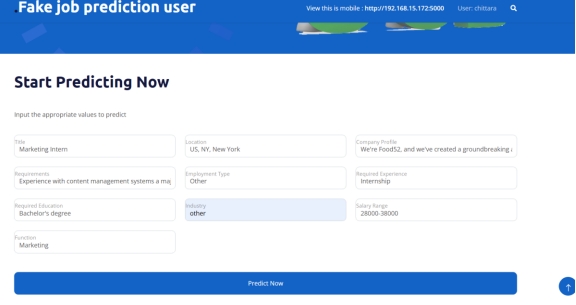 Fake job prediction user
View this is mobile : http://192.168.15.172:5000 User: chittara
Start Predicting Now
Input the appropriate values to predict
Title
Marketing Intern
Location
US, NY, New York
Company Profile
We're Food52, and we've created a groundbreaking
Requirements
Experience with content management systems a maj
Employment Type
Other
Required Experience
Internship
Required Education
Bachelor's degree
Industry
other
Salary Range
28000-38000
Function
Marketing
Predict Now